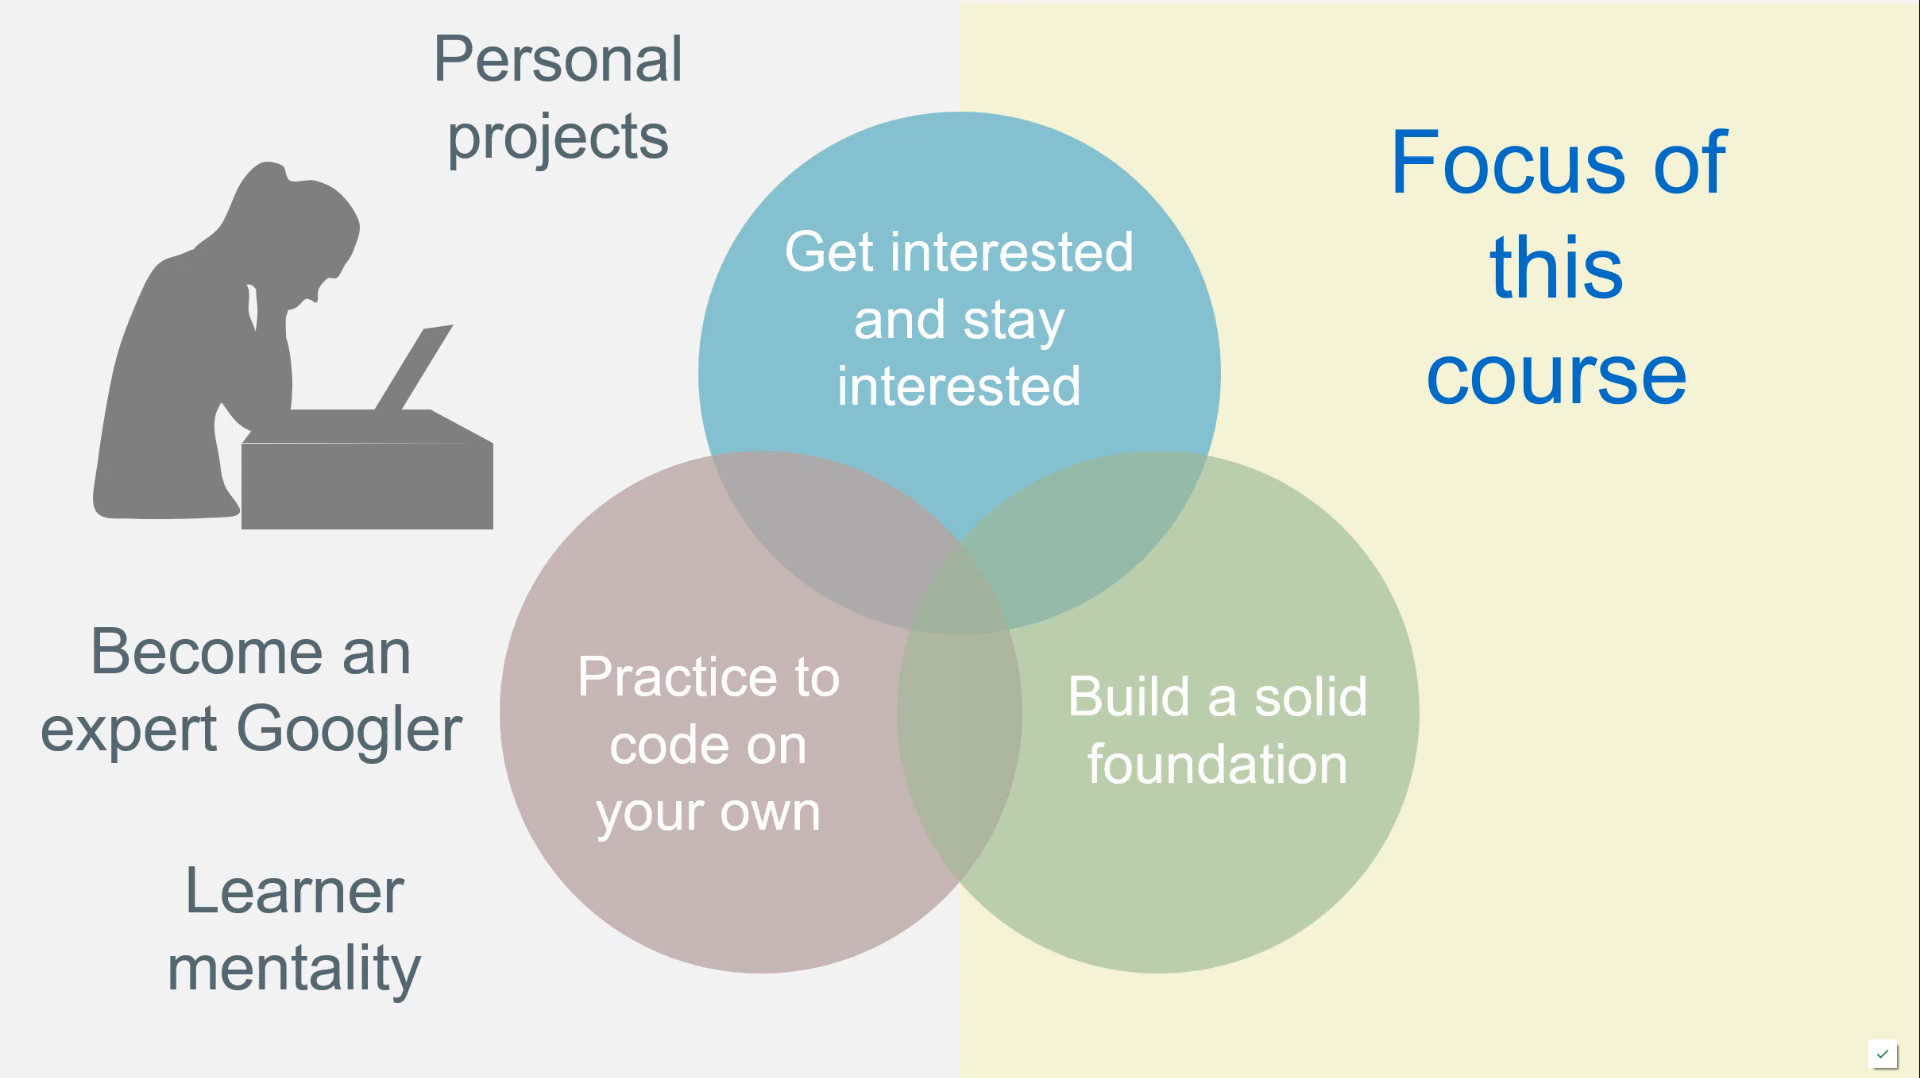 Personal
projects
Focus of
this
course
Get interested
and stay
interested
Become an
expert Googler
Practice to
code on
your own
Build a solid
foundation
Learner
mentality